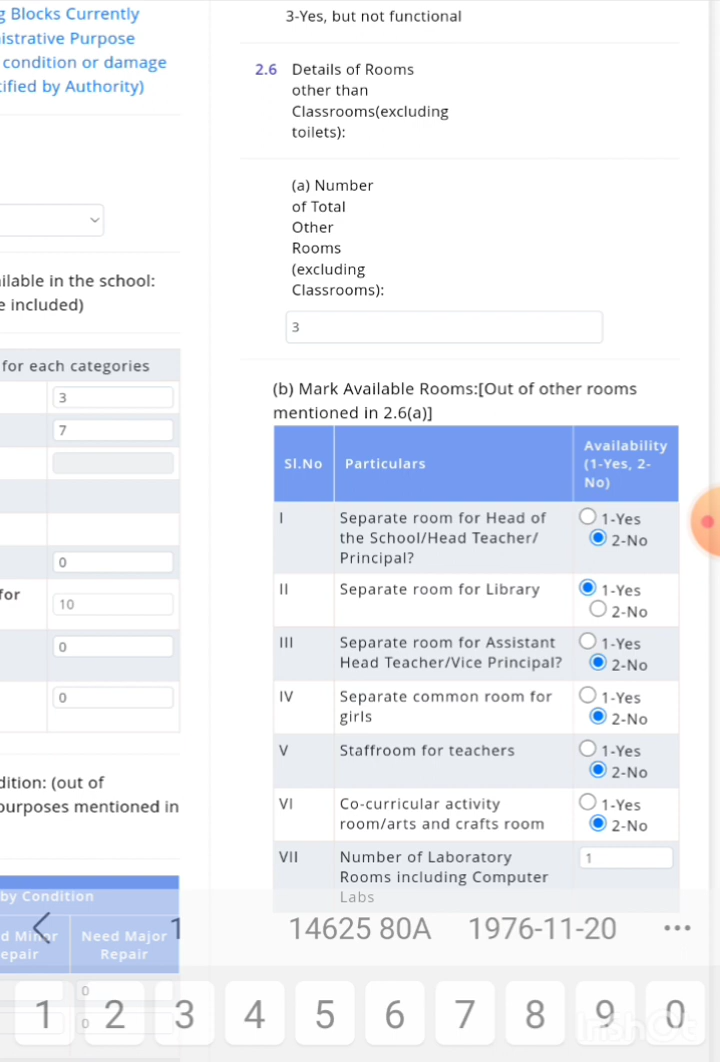 g Blocks Currently
istrative Purpose
condition or damage
ified by Authority)
ilable in the school:
e included)
for each categories
3
7
0
for
10
0
0
dition: (out of
purposes mentioned in
by Condition
d Minor
epair
Need Major
Repair
0
0
3-Yes, but not functional
2.6 Details of Rooms
other than
Classrooms(excluding
toilets):
(a) Number
of Total
Other
Rooms
(excluding
Classrooms):
3
(b) Mark Available Rooms:[Out of other rooms
mentioned in 2.6(a)]
Sl.No Particulars Availability
(1-Yes, 2-
No)
I Separate room for Head of
the School/Head Teacher/
Principal?
1-Yes
2-No
II Separate room for Library
1-Yes
2-No
III Separate room for Assistant
Head Teacher/Vice Principal?
1-Yes
2-No
IV Separate common room for
girls
1-Yes
2-No
V Staffroom for teachers
1-Yes
2-No
VI Co-curricular activity
room/arts and crafts room
1-Yes
2-No
VII Number of Laboratory
Rooms including Computer
Labs
1
1 14625 80A 1976-11-20
1 2 3 4 5 6 7 8 9 0
InShOt